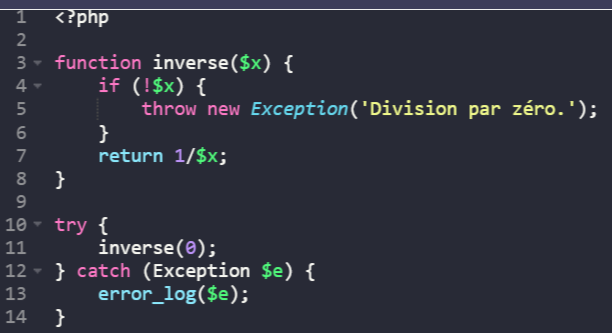 1 <?php
2
3 function inverse($x) {
4     if (!$x) {
5         throw new Exception('Division par zéro.');
6     }
7     return 1/$x;
8 }
9
10 try {
11     inverse(0);
12 } catch (Exception $e) {
13     error_log($e);
14 }